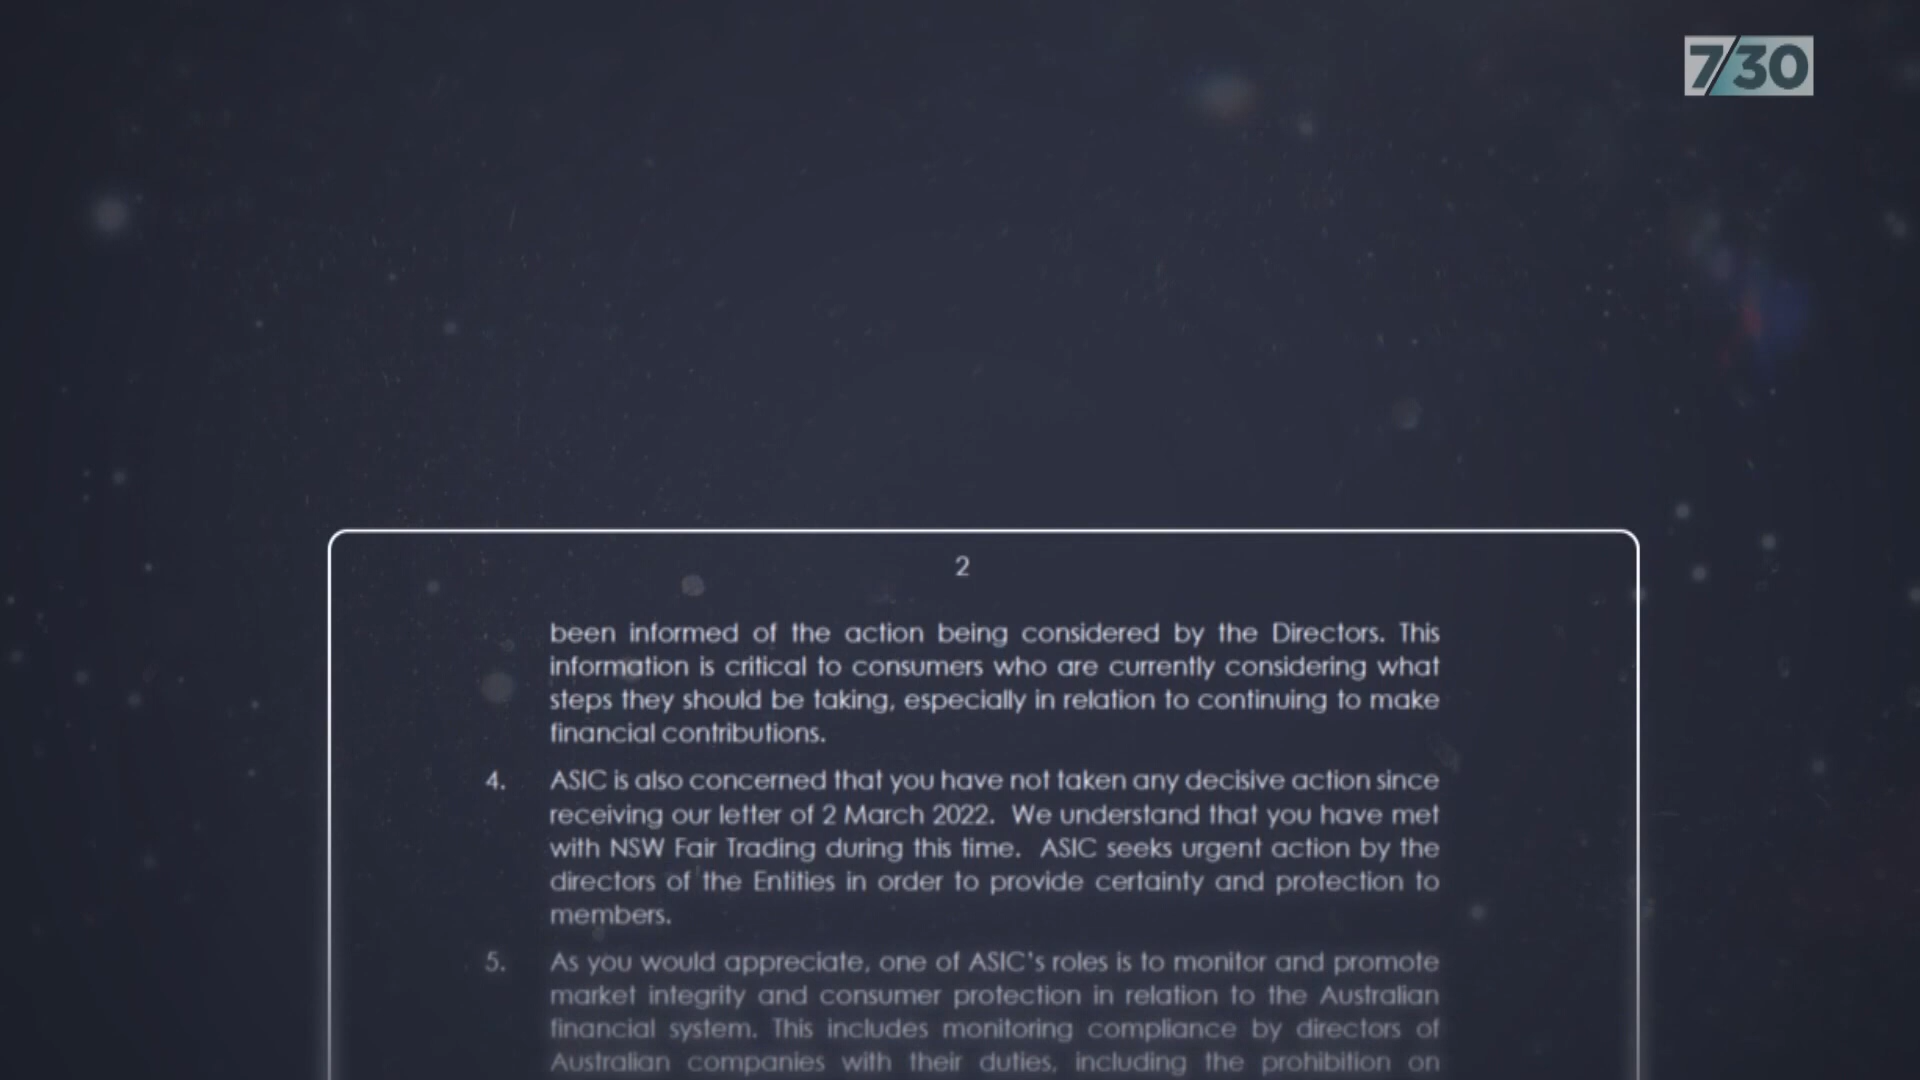 7/30
2
been informed of the action being considered by the Directors. This
information is critical to consumers who are currently considering what
steps they should be taking, especially in relation to continuing to make
financial contributions.
4. ASIC is also concerned that you have not taken any decisive action since
receiving our letter of 2 March 2022. We understand that you have met
with NSW Fair Trading during this time. ASIC seeks urgent action by the
directors of the Entities in order to provide certainty and protection to
members.
5. As you would appreciate, one of ASIC's roles is to monitor and promote
market integrity and consumer protection in relation to the Australian
financial system. This includes monitoring compliance by directors of
Australian companies with their duties, including the prohibition on